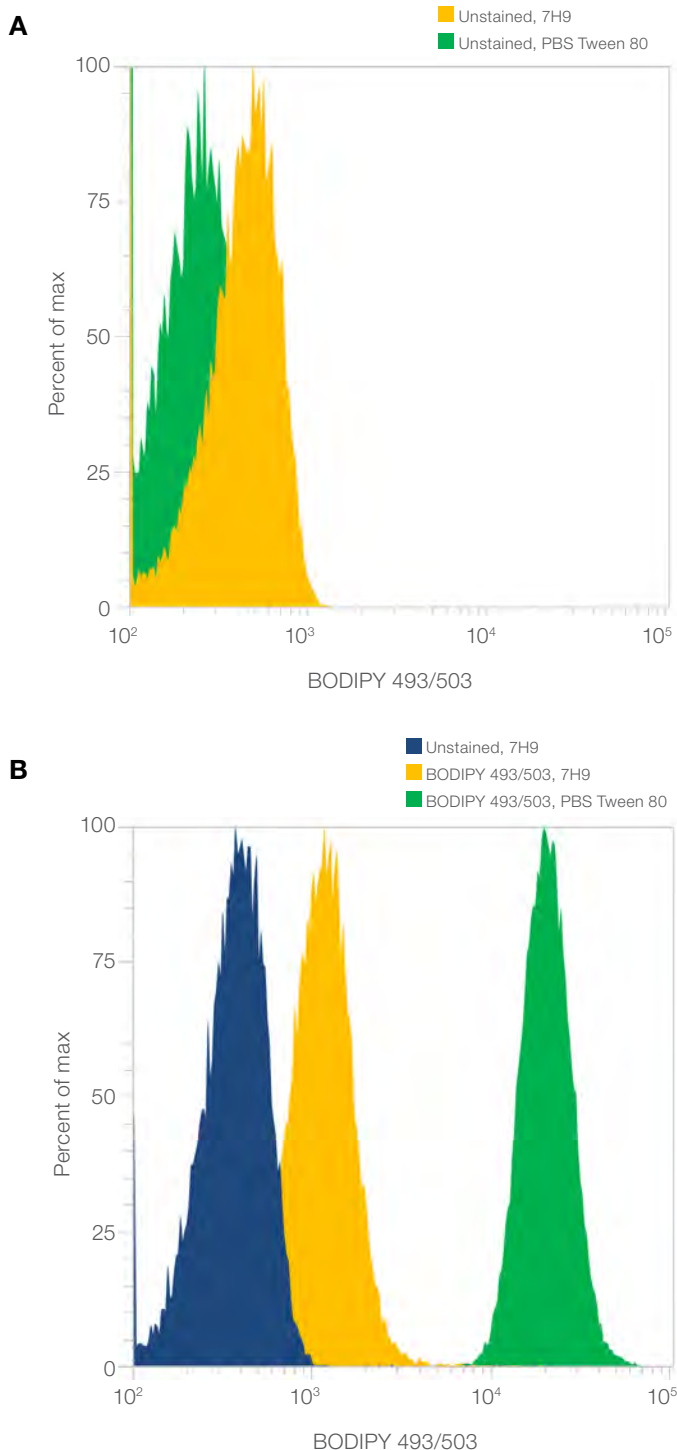 A
Unstained, 7H9
Unstained, PBS Tween 80
100
75
50
25
0
Percent of max
10² 10³ 10⁴ 10⁵
BODIPY 493/503
B
Unstained, 7H9
BODIPY 493/503, 7H9
BODIPY 493/503, PBS Tween 80
100
75
50
25
0
Percent of max
10² 10³ 10⁴ 10⁵
BODIPY 493/503